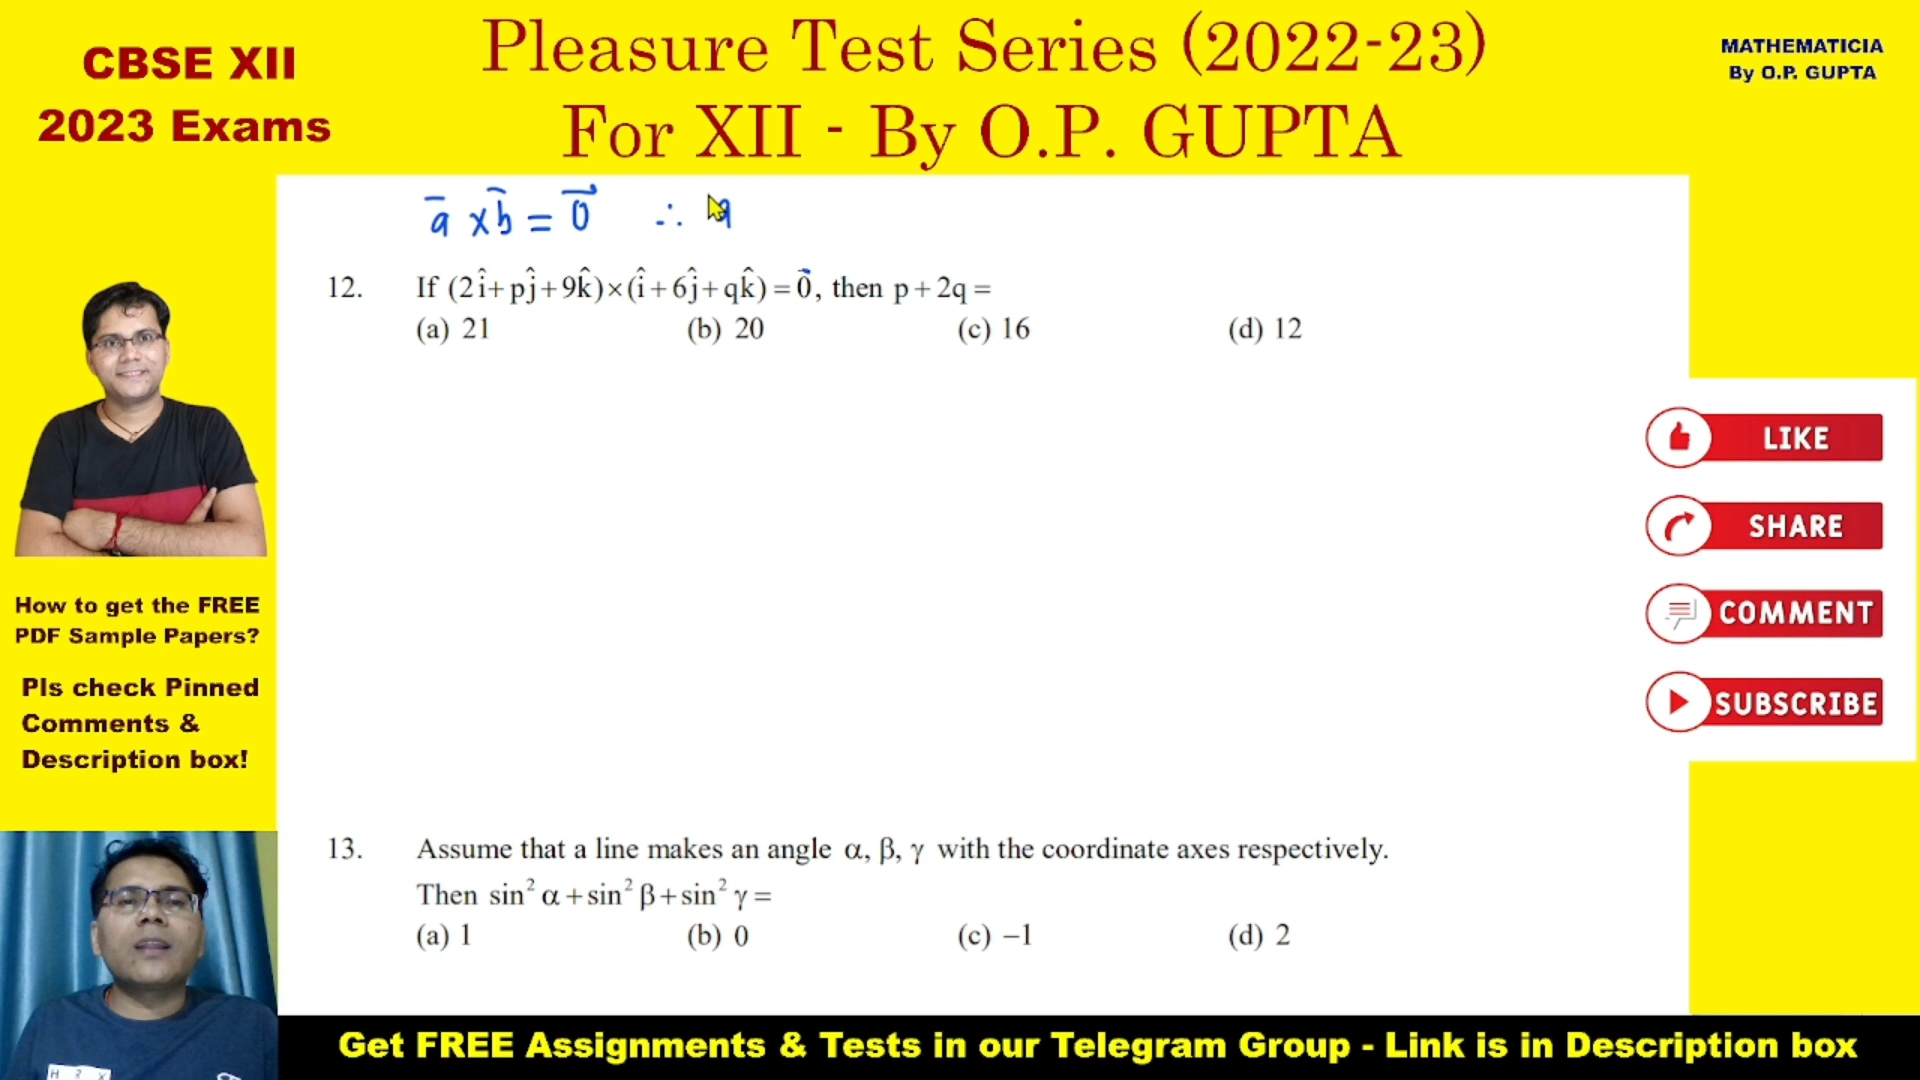 CBSE XII
2023 Exams
Pleasure Test Series (2022-23)
For XII - By O.P. GUPTA
MATHEMATICIA
By O.P. GUPTA
a̅ × b̅ = 0⃗ ∴ a
12. If (2î + pĵ + 9k̂) × (î + 6ĵ + qk̂) = 0⃗, then p + 2q =
(a) 21 (b) 20 (c) 16 (d) 12
LIKE
SHARE
COMMENT
SUBSCRIBE
How to get the FREE
PDF Sample Papers?
Pls check Pinned
Comments &
Description box!
13. Assume that a line makes an angle α, β, γ with the coordinate axes respectively.
Then sin² α + sin² β + sin² γ =
(a) 1 (b) 0 (c) −1 (d) 2
Get FREE Assignments & Tests in our Telegram Group - Link is in Description box